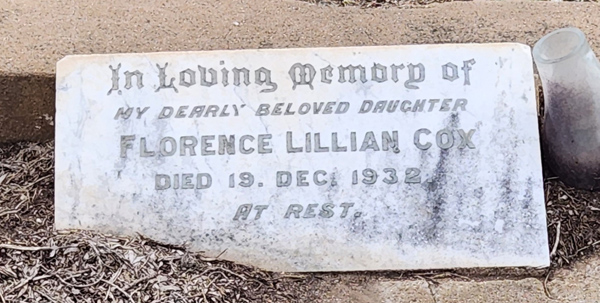 In Loving Memory of
MY DEARLY BELOVED DAUGHTER
FLORENCE LILLIAN COX
DIED 19. DEC. 1932.
AT REST.